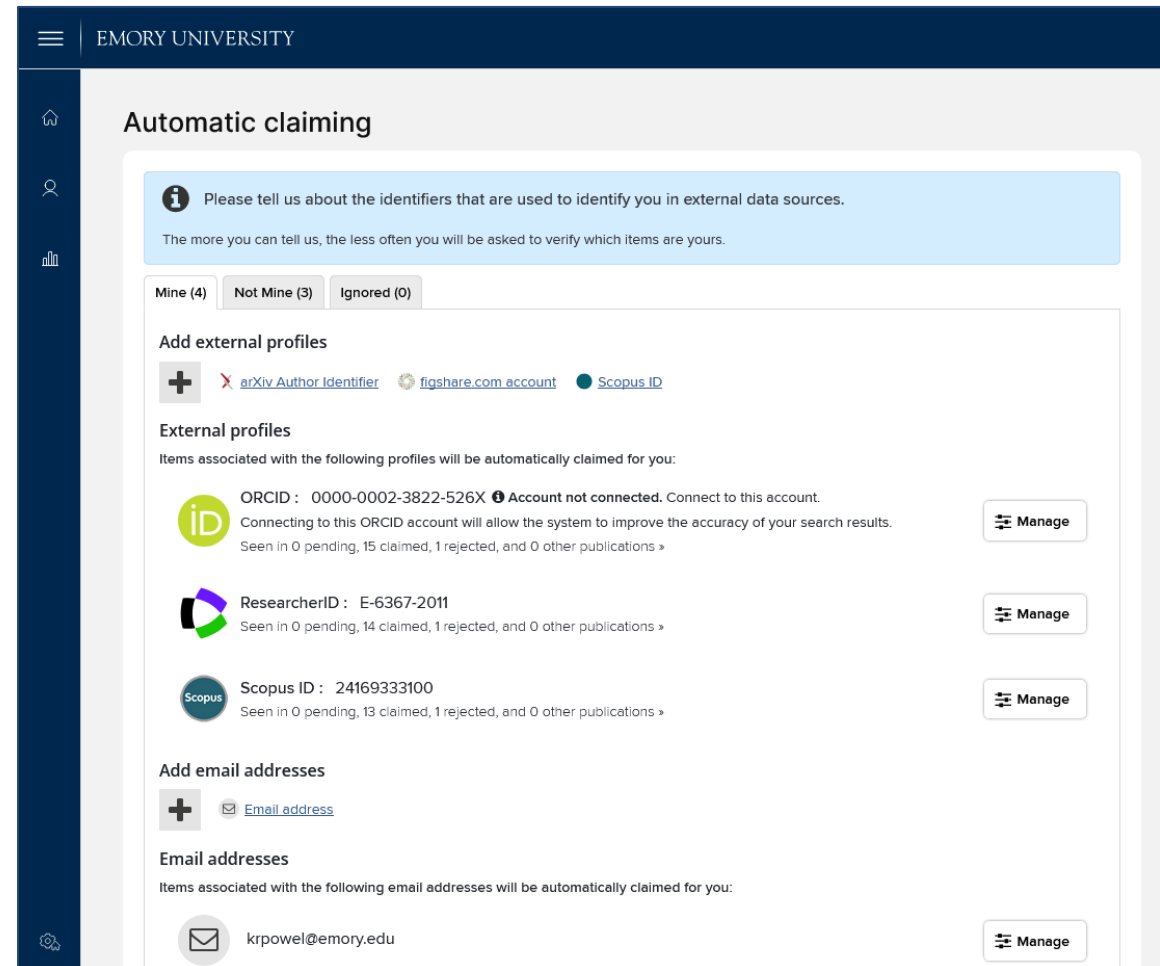 EMORY UNIVERSITY
Automatic claiming
Please tell us about the identifiers that are used to identify you in external data sources.
The more you can tell us, the less often you will be asked to verify which items are yours.
Mine (4) Not Mine (3) Ignored (0)
Add external profiles
arXiv Author Identifier figshare.com account Scopus ID
External profiles
Items associated with the following profiles will be automatically claimed for you:
iD
ORCID : 0000-0002-3822-526X Account not connected. Connect to this account.
Connecting to this ORCID account will allow the system to improve the accuracy of your search results.
Manage
Seen in 0 pending, 15 claimed, 1 rejected, and 0 other publications »
ResearcherID : E-6367-2011
Manage
Seen in 0 pending, 14 claimed, 1 rejected, and 0 other publications »
Scopus
Scopus ID : 24169333100
Manage
Seen in 0 pending, 13 claimed, 1 rejected, and 0 other publications »
Add email addresses
Email address
Email addresses
Items associated with the following email addresses will be automatically claimed for you:
krpowel@emory.edu Manage